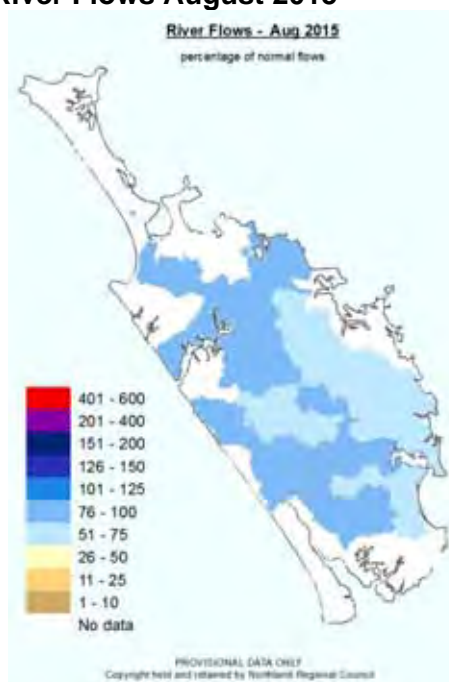 River Flows August 2015
River Flows - Aug 2015
percentage of normal flows
401 - 600
201 - 400
151 - 200
126 - 150
101 - 125
76 - 100
51 - 75
26 - 50
11 - 25
1 - 10
No data
PROVISIONAL DATA ONLY
Copyright held and retained by Northland Regional Council